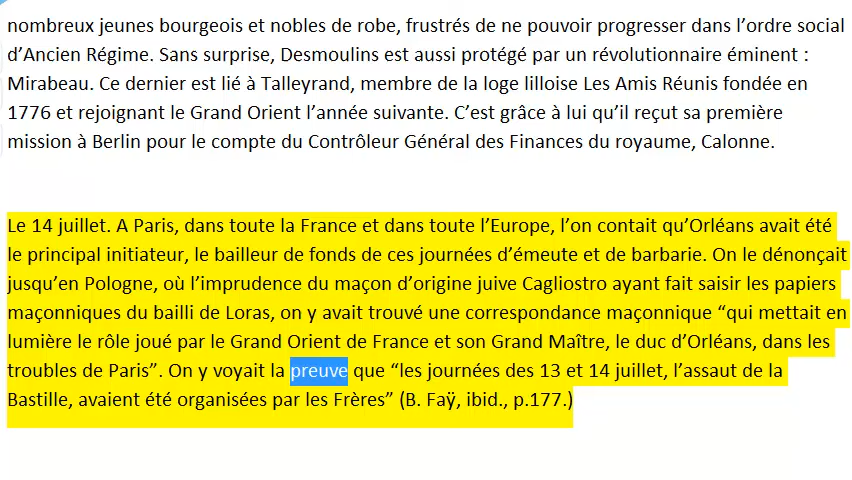 nombreux jeunes bourgeois et nobles de robe, frustrés de ne pouvoir progresser dans l’ordre social
d’Ancien Régime. Sans surprise, Desmoulins est aussi protégé par un révolutionnaire éminent :
Mirabeau. Ce dernier est lié à Talleyrand, membre de la loge lilloise Les Amis Réunis fondée en
1776 et rejoignant le Grand Orient l’année suivante. C’est grâce à lui qu’il reçut sa première
mission à Berlin pour le compte du Contrôleur Général des Finances du royaume, Calonne.
Le 14 juillet. A Paris, dans toute la France et dans toute l’Europe, l’on contait qu’Orléans avait été
le principal initiateur, le bailleur de fonds de ces journées d’émeute et de barbarie. On le dénonçait
jusqu’en Pologne, où l’imprudence du maçon d’origine juive Cagliostro ayant fait saisir les papiers
maçonniques du bailli de Loras, on y avait trouvé une correspondance maçonnique “qui mettait en
lumière le rôle joué par le Grand Orient de France et son Grand Maître, le duc d’Orléans, dans les
troubles de Paris”. On y voyait la preuve que “les journées des 13 et 14 juillet, l’assaut de la
Bastille, avaient été organisées par les Frères” (B. Faÿ, ibid., p.177.)